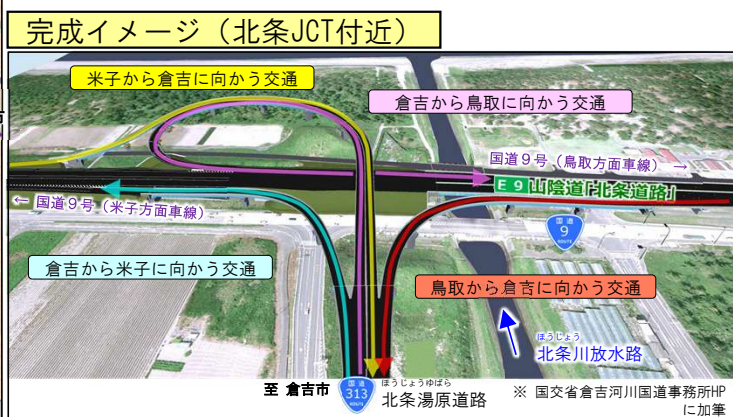 完成イメージ（北条JCT付近）
米子から倉吉に向かう交通
倉吉から鳥取に向かう交通
国道９号（鳥取方面車線） →
E 9 山陰道「北条道路」
← 国道９号（米子方面車線）
国道
9
ROUTE
倉吉から米子に向かう交通
鳥取から倉吉に向かう交通
ほうじょう
北条川放水路
至 倉吉市
国道
313
ROUTE
ほうじょうゆばら
北条湯原道路
※ 国交省倉吉河川国道事務所HP
に加筆